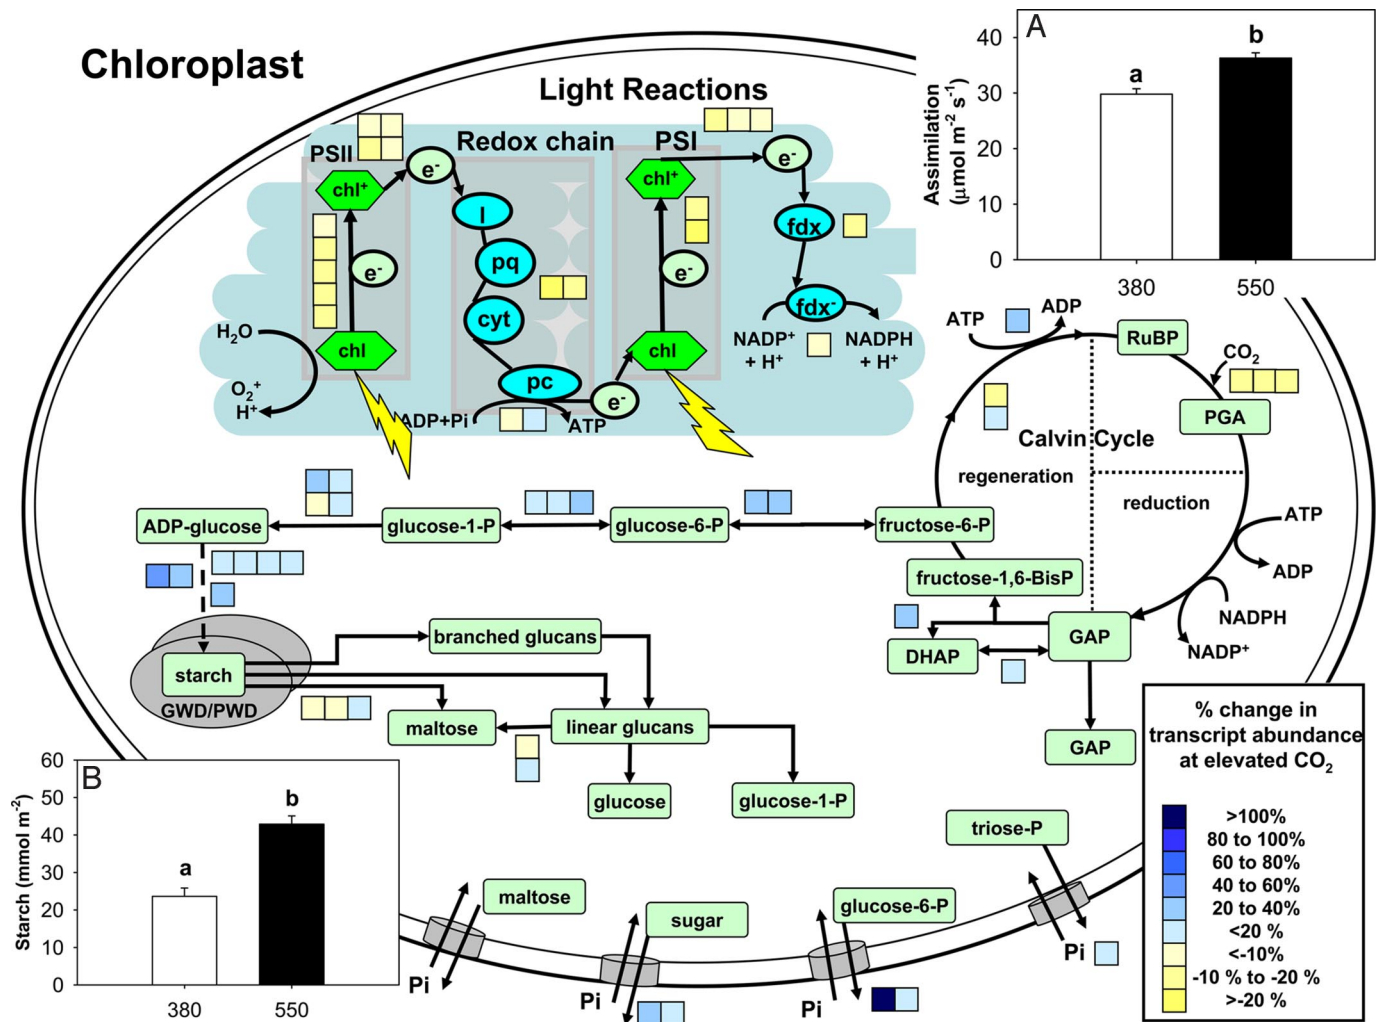 Chloroplast
Light Reactions
PSII
Redox chain
PSI
chl+
e-
l
pq
cyt
pc
e-
chl
H2O
O2+
H+
ADP+Pi
ATP
e-
chl+
e-
chl
e-
fdx
fdx-
NADP+
+ H+
NADPH
+ H+
A
Assimilation
(μmol m-2 s-1)
40
30
20
10
0
a
b
380
550
ATP
ADP
RuBP
CO2
PGA
Calvin Cycle
regeneration
reduction
ATP
ADP
NADPH
NADP+
ADP-glucose
glucose-1-P
glucose-6-P
fructose-6-P
fructose-1,6-BisP
DHAP
GAP
GAP
starch
GWD/PWD
branched glucans
maltose
linear glucans
glucose
glucose-1-P
B
Starch (mmol m-2)
60
50
40
30
20
10
0
a
b
380
550
maltose
Pi
sugar
Pi
glucose-6-P
Pi
triose-P
Pi
% change in
transcript abundance
at elevated CO2
>100%
80 to 100%
60 to 80%
40 to 60%
20 to 40%
<20 %
<-10%
-10 % to -20 %
>-20 %